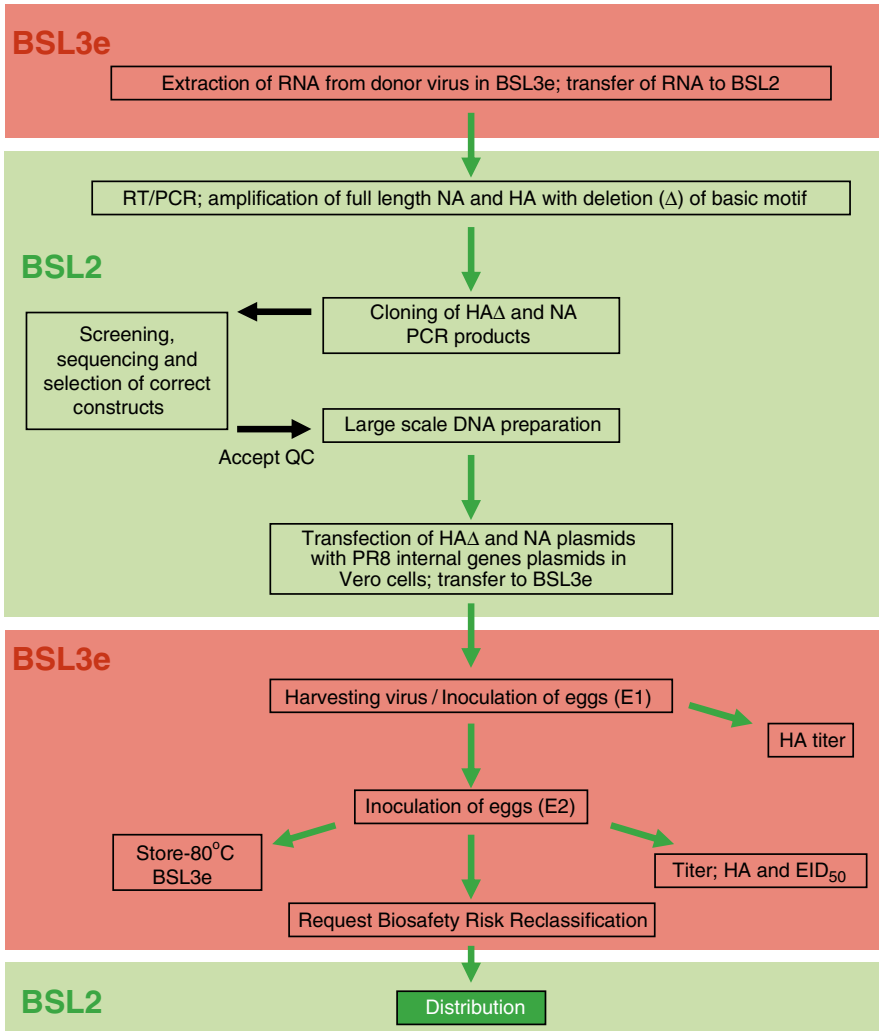 BSL3e
Extraction of RNA from donor virus in BSL3e; transfer of RNA to BSL2
RT/PCR; amplification of full length NA and HA with deletion (Δ) of basic motif
BSL2
Cloning of HAΔ and NA
PCR products
Screening,
sequencing and
selection of correct
constructs
Large scale DNA preparation
Accept QC
Transfection of HAΔ and NA plasmids
with PR8 internal genes plasmids in
Vero cells; transfer to BSL3e
BSL3e
Harvesting virus / Inoculation of eggs (E1)
HA titer
Inoculation of eggs (E2)
Store-80°C
BSL3e
Titer; HA and EID50
Request Biosafety Risk Reclassification
BSL2
Distribution